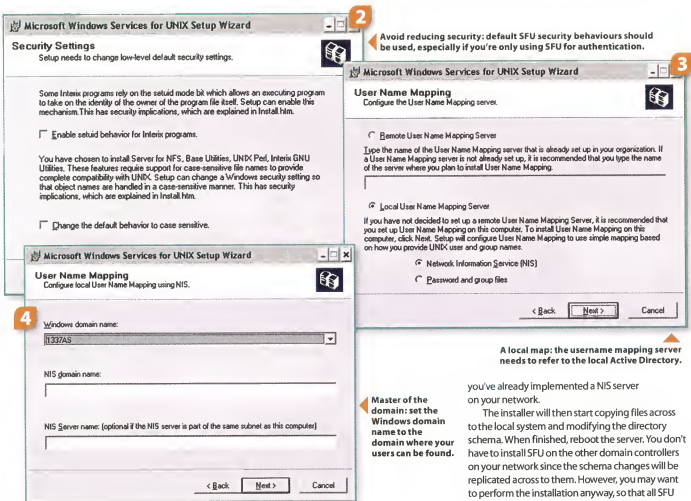 Microsoft Windows Services for UNIX Setup Wizard
Security Settings
Setup needs to change low-level default security settings.
Some Interix programs rely on the setuid mode bit which allows an executing program
to take on the identity of the owner of the program file itself. Setup can enable this
mechanism.This has security implications, which are explained in Install.htm.
Enable setuid behavior for Interix programs.
You have chosen to install Server for NFS, Base Utilities, UNIX Perl, Interix GNU
Utilities. These features require support for case-sensitive file names to provide
complete compatibility with UNIX. Setup can change a Windows security setting so
that object names are handled in a case-sensitive manner. This has security
implications, which are explained in Install.htm.
Change the default behavior to case sensitive.
2
Avoid reducing security: default SFU security behaviours should
be used, especially if you're only using SFU for authentication.
3
Microsoft Windows Services for UNIX Setup Wizard
User Name Mapping
Configure the User Name Mapping server.
Remote User Name Mapping Server
Type the name of the User Name Mapping server that is already set up in your organization. If
a User Name Mapping server is not already set up, it is recommended that you type the name
of the server where you plan to install User Name Mapping.
Local User Name Mapping Server
If you have not decided to set up a remote User Name Mapping Server, it is recommended that
you set up User Name Mapping on this computer. To install User Name Mapping on this
computer, click Next. Setup will configure User Name Mapping to use simple mapping based
on how you provide UNIX user and group names.
Network Information Service (NIS)
Password and group files
< Back Next > Cancel
A local map: the username mapping server
needs to refer to the local Active Directory.
4
Microsoft Windows Services for UNIX Setup Wizard
User Name Mapping
Configure local User Name Mapping using NIS.
Windows domain name:
1337AS
NIS domain name:
NIS Server name: (optional if the NIS server is part of the same subnet as this computer)
< Back Next > Cancel
Master of the
domain: set the
Windows domain
name to the
domain where your
users can be found.
you've already implemented a NIS server
on your network.
The installer will then start copying files across
to the local system and modifying the directory
schema. When finished, reboot the server. You don't
have to install SFU on the other domain controllers
on your network since the schema changes will be
replicated across to them. However, you may want
to perform the installation anyway, so that all SFU